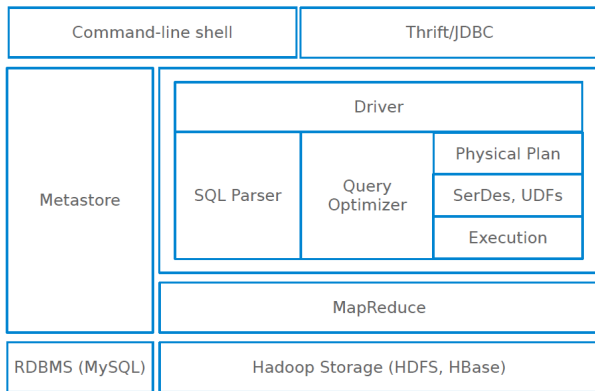 Command-line shell
Thrift/JDBC
Metastore
Driver
SQL Parser
Query
Optimizer
Physical Plan
SerDes, UDFs
Execution
MapReduce
RDBMS (MySQL)
Hadoop Storage (HDFS, HBase)